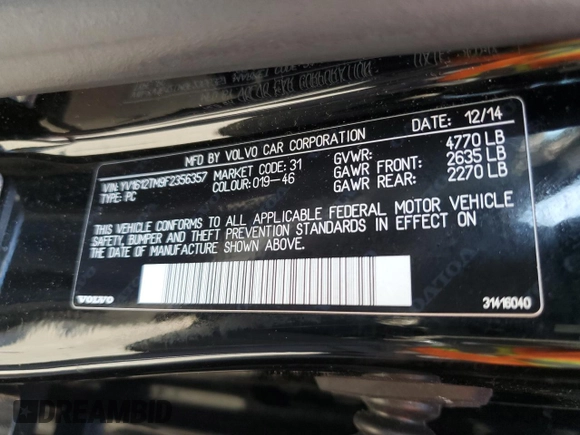 MFD BY VOLVO CAR CORPORATION
DATE: 12/14
VIN: YV1612TM9F2356357
TYPE: PC
MARKET CODE: 31
COLOUR: 019-46
GVWR: 4770 LB
GAWR FRONT: 2635 LB
GAWR REAR: 2270 LB
THIS VEHICLE CONFORMS TO ALL APPLICABLE FEDERAL MOTOR VEHICLE
SAFETY, BUMPER AND THEFT PREVENTION STANDARDS IN EFFECT ON
THE DATE OF MANUFACTURE SHOWN ABOVE.
VOLVO
31416040
DREAMBID